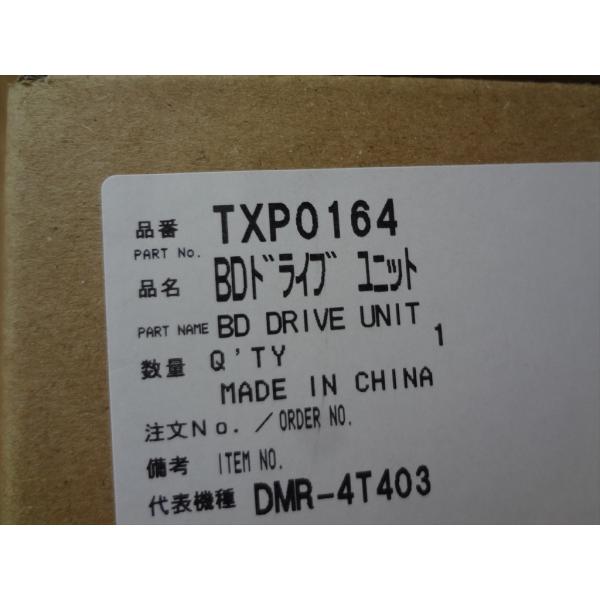 品番 TXP0164
PART No.
品名 BDドライブ ユニット
PART NAME BD DRIVE UNIT
数量 Q'TY 1
MADE IN CHINA
注文No. / ORDER NO.
備考 ITEM NO.
代表機種 DMR-4T403